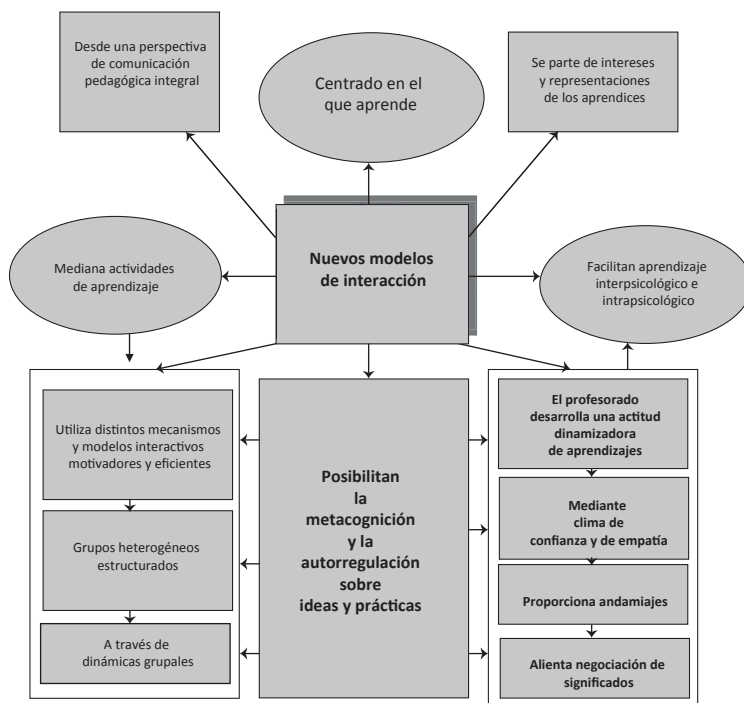 Desde una perspectiva
de comunicación
pedagógica integral
Centrado en el
que aprende
Se parte de intereses
y representaciones
de los aprendices
Nuevos modelos
de interacción
Mediana actividades
de aprendizaje
Facilitan aprendizaje
interpsicológico e
intrapsicológico
Utiliza distintos mecanismos
y modelos interactivos
motivadores y eficientes
Grupos heterogéneos
estructurados
A través de
dinámicas grupales
Posibilitan
la
metacognición
y la
autorregulación
sobre
ideas y prácticas
El profesorado
desarrolla una actitud
dinamizadora
de aprendizajes
Mediante
clima de
confianza y de empatía
Proporciona andamiajes
Alienta negociación de
significados